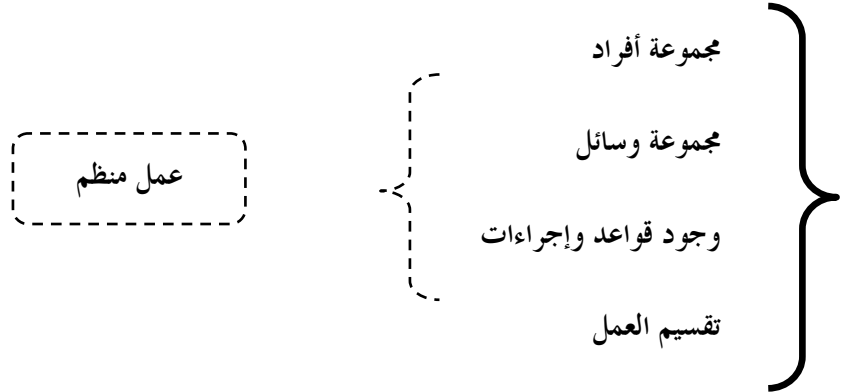 مجموعة أفراد
مجموعة وسائل
وجود قواعد وإجراءات
تقسيم العمل
عمل منظم